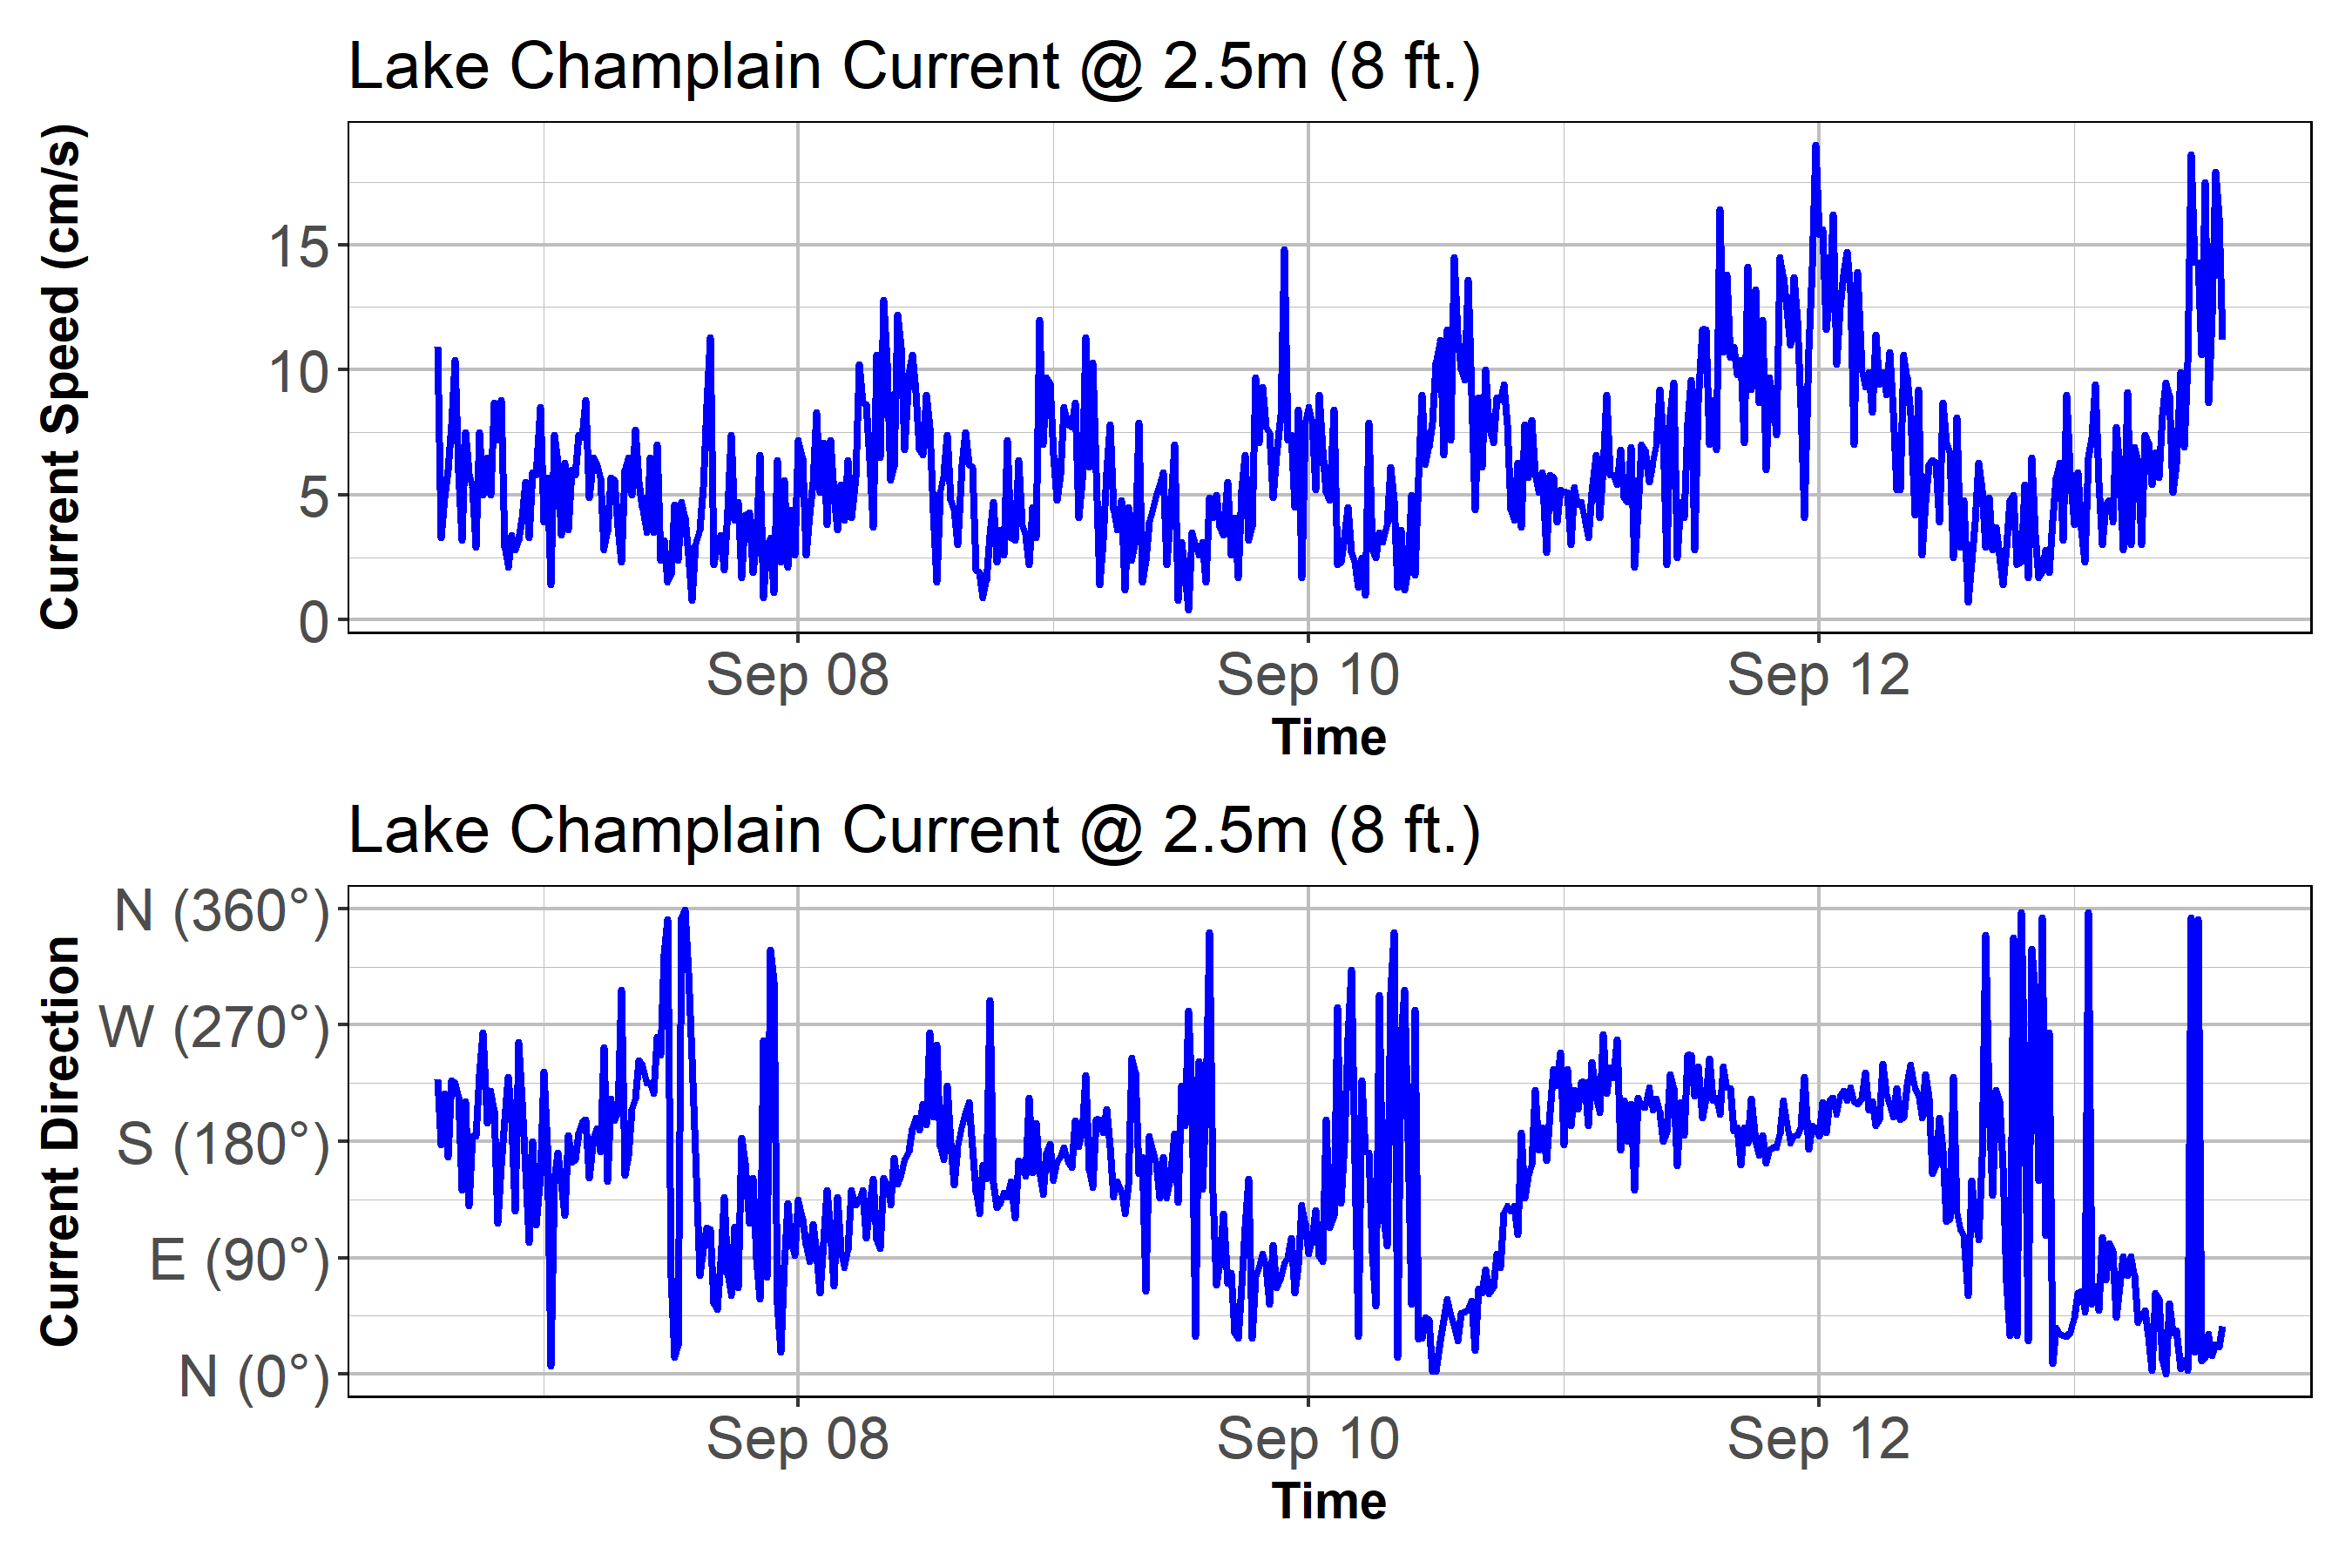 Lake Champlain Current @ 2.5m (8 ft.)
Current Speed (cm/s)
15
10
5
0
Sep 08 Sep 10 Sep 12
Time
Lake Champlain Current @ 2.5m (8 ft.)
Current Direction
N (360°)
W (270°)
S (180°)
E (90°)
N (0°)
Sep 08 Sep 10 Sep 12
Time